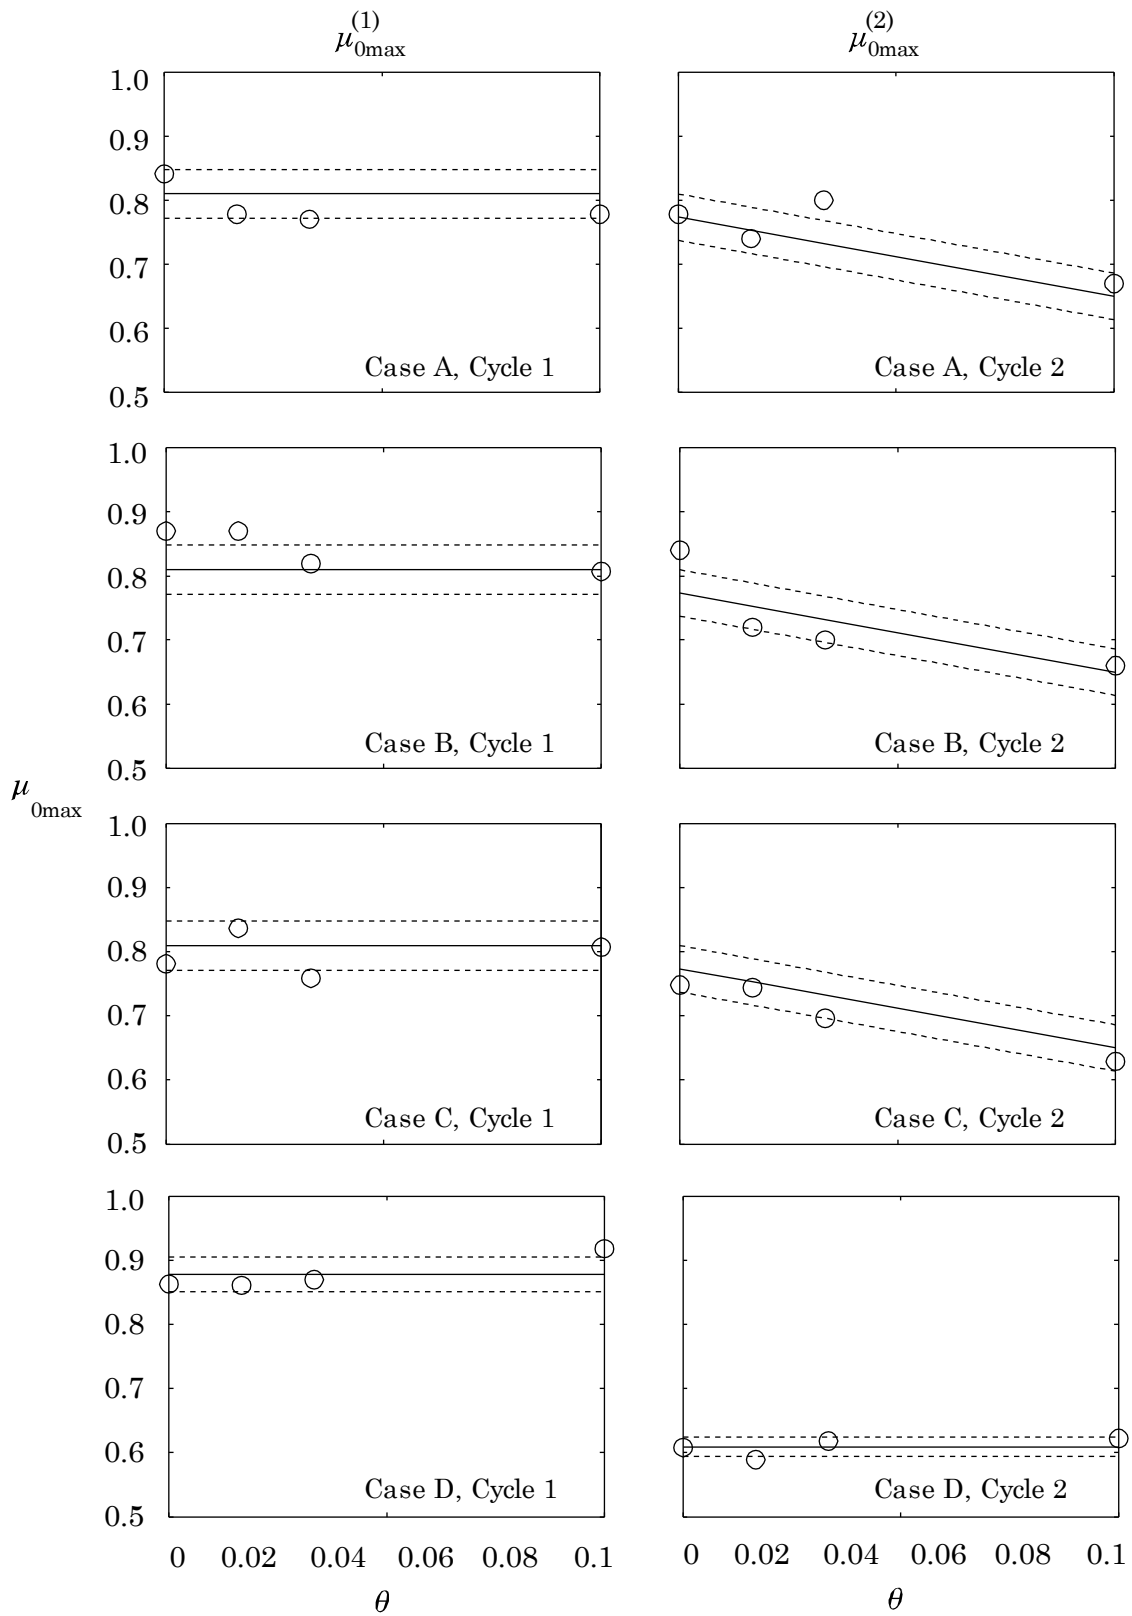 μ(1)0max μ(2)0max
1.0
0.9
0.8
0.7
0.6
0.5
Case A, Cycle 1
Case A, Cycle 2
1.0
0.9
0.8
0.7
0.6
0.5
Case B, Cycle 1
Case B, Cycle 2
μ0max
1.0
0.9
0.8
0.7
0.6
0.5
Case C, Cycle 1
Case C, Cycle 2
1.0
0.9
0.8
0.7
0.6
0.5
Case D, Cycle 1
Case D, Cycle 2
0 0.02 0.04 0.06 0.08 0.1
θ
0 0.02 0.04 0.06 0.08 0.1
θ